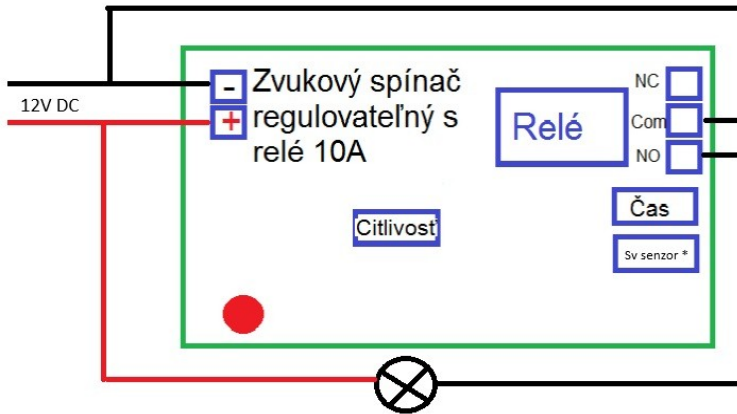 12V DC
-
+
Zvukový spínač
regulovateľný s
relé 10A
Relé
NC
Com
NO
Citlivosť
Čas
Sv senzor *